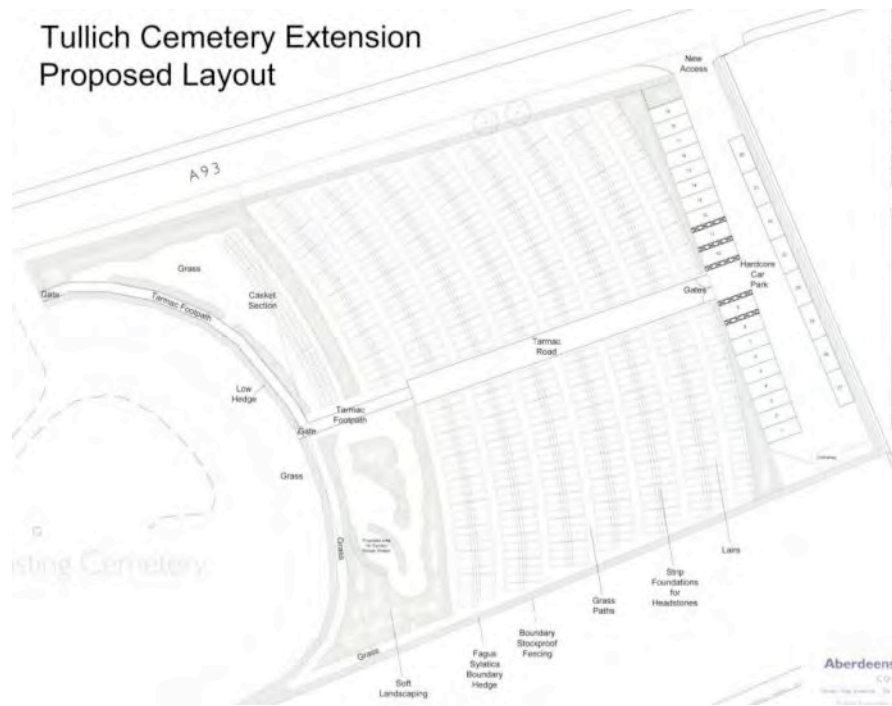 Tullich Cemetery Extension
Proposed Layout
New
Access
A93
Grass
Gate
Tarmac Footpath
Casket
Section
Hardcore
Car
Park
Gates
Tarmac
Road
Low
Hedge
Tarmac
Footpath
Gate
Grass
Grass
G
sting Cemetery
Lairs
Strip
Foundations
for
Headstones
Grass
Paths
Boundary
Stockproof
Fencing
Fagus
Sylatica
Boundary
Hedge
Grass
Soft
Landscaping
Aberdeens